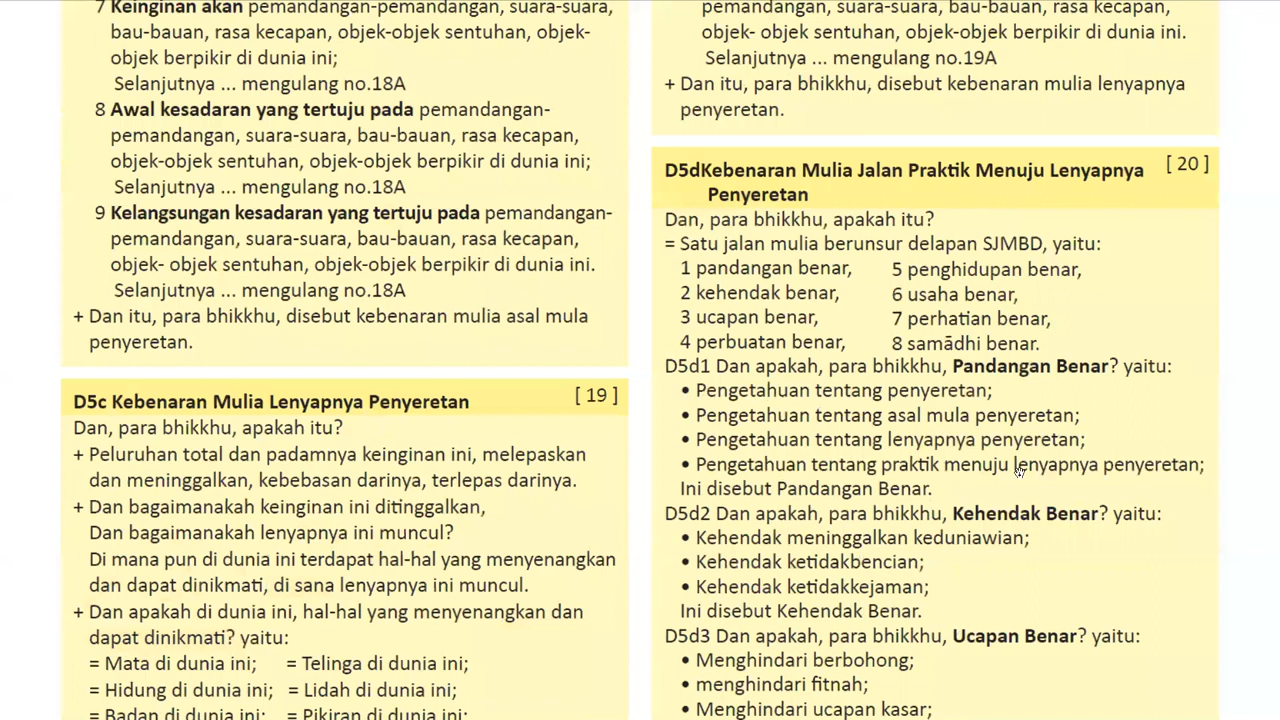 7 Keinginan akan pemandangan-pemandangan, suara-suara,
bau-bauan, rasa kecapan, objek-objek sentuhan, objek-
objek berpikir di dunia ini;
Selanjutnya ... mengulang no.18A
8 Awal kesadaran yang tertuju pada pemandangan-
pemandangan, suara-suara, bau-bauan, rasa kecapan,
objek-objek sentuhan, objek-objek berpikir di dunia ini;
Selanjutnya ... mengulang no.18A
9 Kelangsungan kesadaran yang tertuju pada pemandangan-
pemandangan, suara-suara, bau-bauan, rasa kecapan,
objek- objek sentuhan, objek-objek berpikir di dunia ini.
Selanjutnya ... mengulang no.18A
+ Dan itu, para bhikkhu, disebut kebenaran mulia asal mula
penyeretan.
D5c Kebenaran Mulia Lenyapnya Penyeretan [ 19 ]
Dan, para bhikkhu, apakah itu?
+ Peluruhan total dan padamnya keinginan ini, melepaskan
dan meninggalkan, kebebasan darinya, terlepas darinya.
+ Dan bagaimanakah keinginan ini ditinggalkan,
Dan bagaimanakah lenyapnya ini muncul?
Di mana pun di dunia ini terdapat hal-hal yang menyenangkan
dan dapat dinikmati, di sana lenyapnya ini muncul.
+ Dan apakah di dunia ini, hal-hal yang menyenangkan dan
dapat dinikmati? yaitu:
= Mata di dunia ini; = Telinga di dunia ini;
= Hidung di dunia ini; = Lidah di dunia ini;
= Badan di dunia ini; = Pikiran di dunia ini;
pemandangan, suara-suara, bau-bauan, rasa kecapan,
objek- objek sentuhan, objek-objek berpikir di dunia ini.
Selanjutnya ... mengulang no.19A
+ Dan itu, para bhikkhu, disebut kebenaran mulia lenyapnya
penyeretan.
D5dKebenaran Mulia Jalan Praktik Menuju Lenyapnya [ 20 ]
Penyeretan
Dan, para bhikkhu, apakah itu?
= Satu jalan mulia berunsur delapan SJMBD, yaitu:
1 pandangan benar, 5 penghidupan benar,
2 kehendak benar, 6 usaha benar,
3 ucapan benar, 7 perhatian benar,
4 perbuatan benar, 8 samādhi benar.
D5d1 Dan apakah, para bhikkhu, Pandangan Benar? yaitu:
• Pengetahuan tentang penyeretan;
• Pengetahuan tentang asal mula penyeretan;
• Pengetahuan tentang lenyapnya penyeretan;
• Pengetahuan tentang praktik menuju lenyapnya penyeretan;
Ini disebut Pandangan Benar.
D5d2 Dan apakah, para bhikkhu, Kehendak Benar? yaitu:
• Kehendak meninggalkan keduniawian;
• Kehendak ketidakbencian;
• Kehendak ketidakkejaman;
Ini disebut Kehendak Benar.
D5d3 Dan apakah, para bhikkhu, Ucapan Benar? yaitu:
• Menghindari berbohong;
• menghindari fitnah;
• Menghindari ucapan kasar;